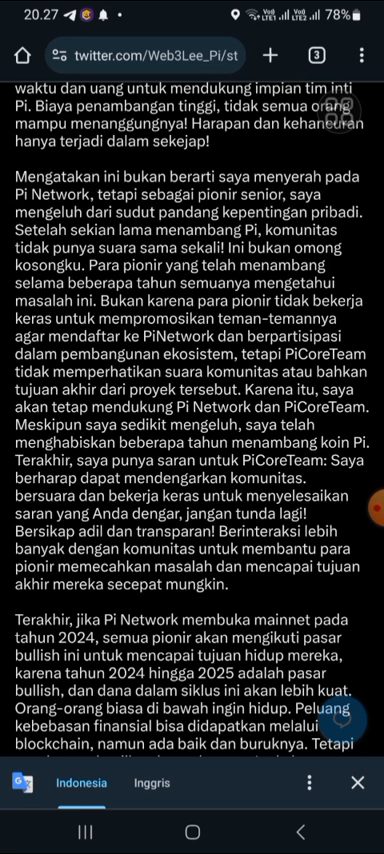 20.27
Vo) LTE1
Vo) LTE2
78%
twitter.com/Web3Lee_Pi/st
3
waktu dan uang untuk mendukung impian tim inti
Pi. Biaya penambangan tinggi, tidak semua orang
mampu menanggungnya! Harapan dan kehancuran
hanya terjadi dalam sekejap!
Mengatakan ini bukan berarti saya menyerah pada
Pi Network, tetapi sebagai pionir senior, saya
mengeluh dari sudut pandang kepentingan pribadi.
Setelah sekian lama menambang Pi, komunitas
tidak punya suara sama sekali! Ini bukan omong
kosongku. Para pionir yang telah menambang
selama beberapa tahun semuanya mengetahui
masalah ini. Bukan karena para pionir tidak bekerja
keras untuk mempromosikan teman-temannya
agar mendaftar ke PiNetwork dan berpartisipasi
dalam pembangunan ekosistem, tetapi PiCoreTeam
tidak memperhatikan suara komunitas atau bahkan
tujuan akhir dari proyek tersebut. Karena itu, saya
akan tetap mendukung Pi Network dan PiCoreTeam.
Meskipun saya sedikit mengeluh, saya telah
menghabiskan beberapa tahun menambang koin Pi.
Terakhir, saya punya saran untuk PiCoreTeam: Saya
berharap dapat mendengarkan komunitas.
bersuara dan bekerja keras untuk menyelesaikan
saran yang Anda dengar, jangan tunda lagi!
Bersikap adil dan transparan! Berinteraksi lebih
banyak dengan komunitas untuk membantu para
pionir memecahkan masalah dan mencapai tujuan
akhir mereka secepat mungkin.
Terakhir, jika Pi Network membuka mainnet pada
tahun 2024, semua pionir akan mengikuti pasar
bullish ini untuk mencapai tujuan hidup mereka,
karena tahun 2024 hingga 2025 adalah pasar
bullish, dan dana dalam siklus ini akan lebih kuat.
Orang-orang biasa di bawah ingin hidup. Peluang
kebebasan finansial bisa didapatkan melalui
blockchain, namun ada baik dan buruknya. Tetapi
Indonesia
Inggris